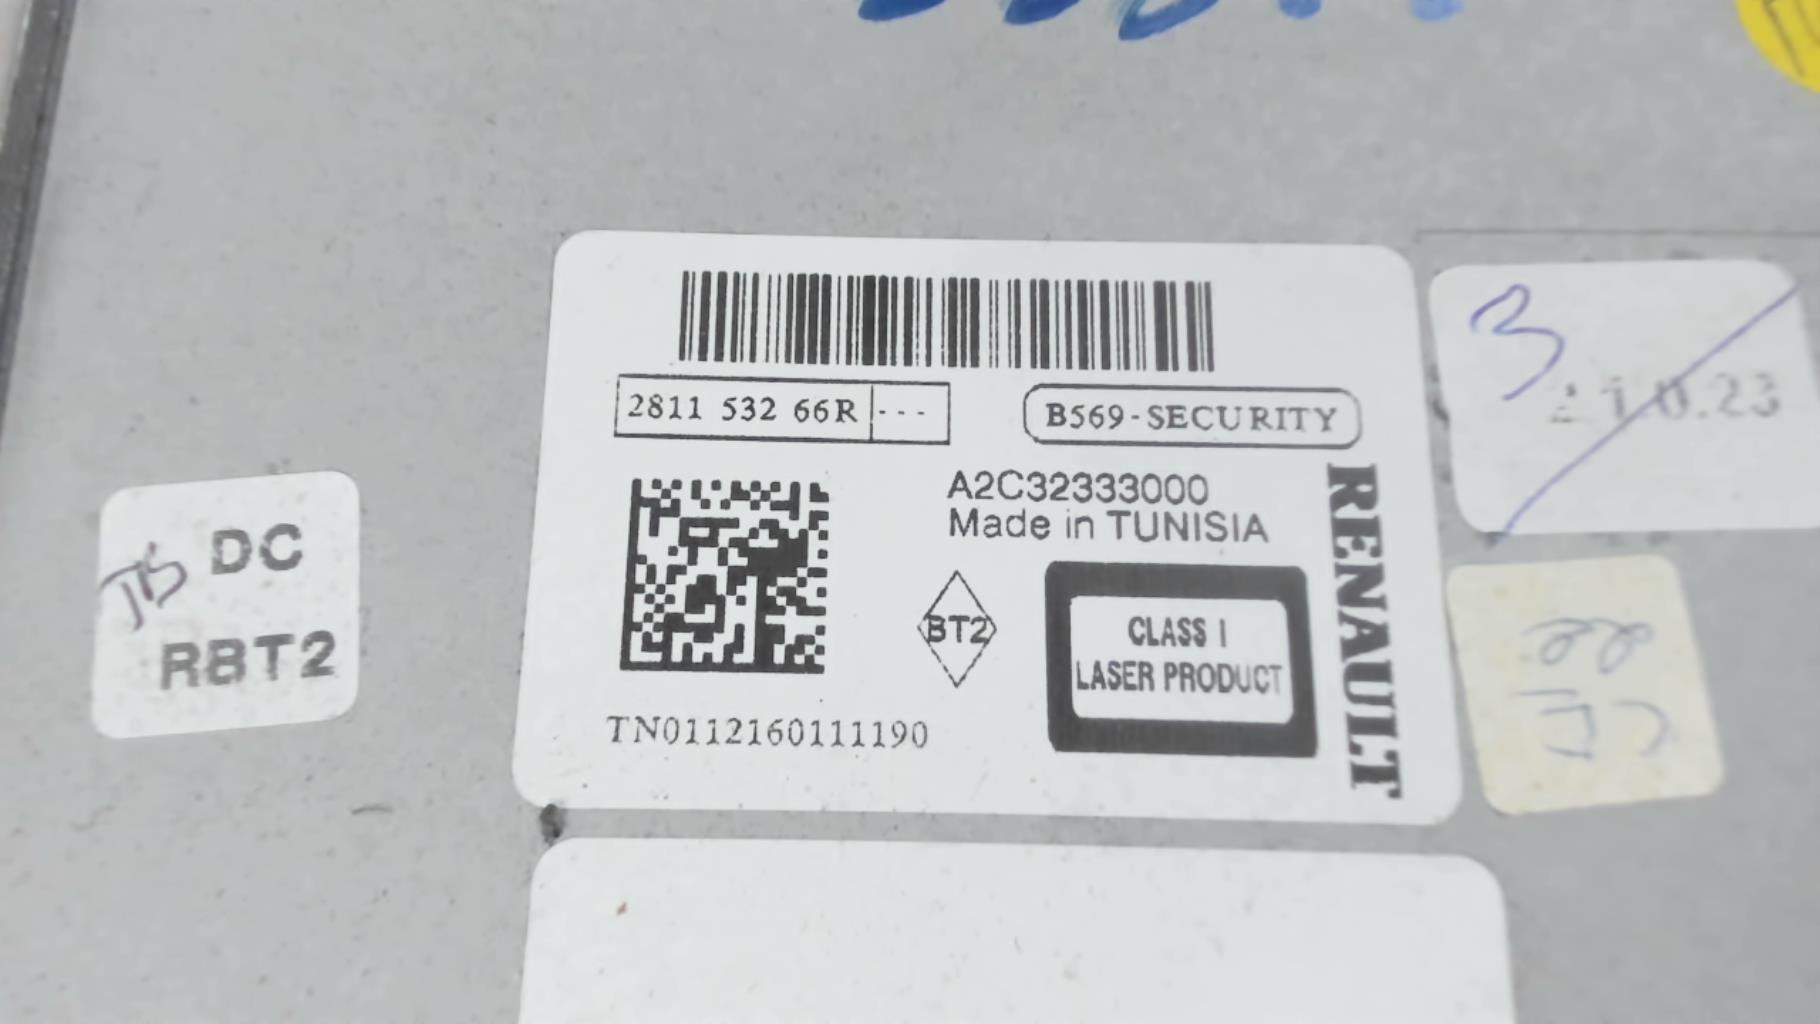 2811 532 66R ---
B569-SECURITY
A2C32333000
Made in TUNISIA
BT2
CLASS I
LASER PRODUCT
RENAULT
TN0112160111190
DC
RBT2
3